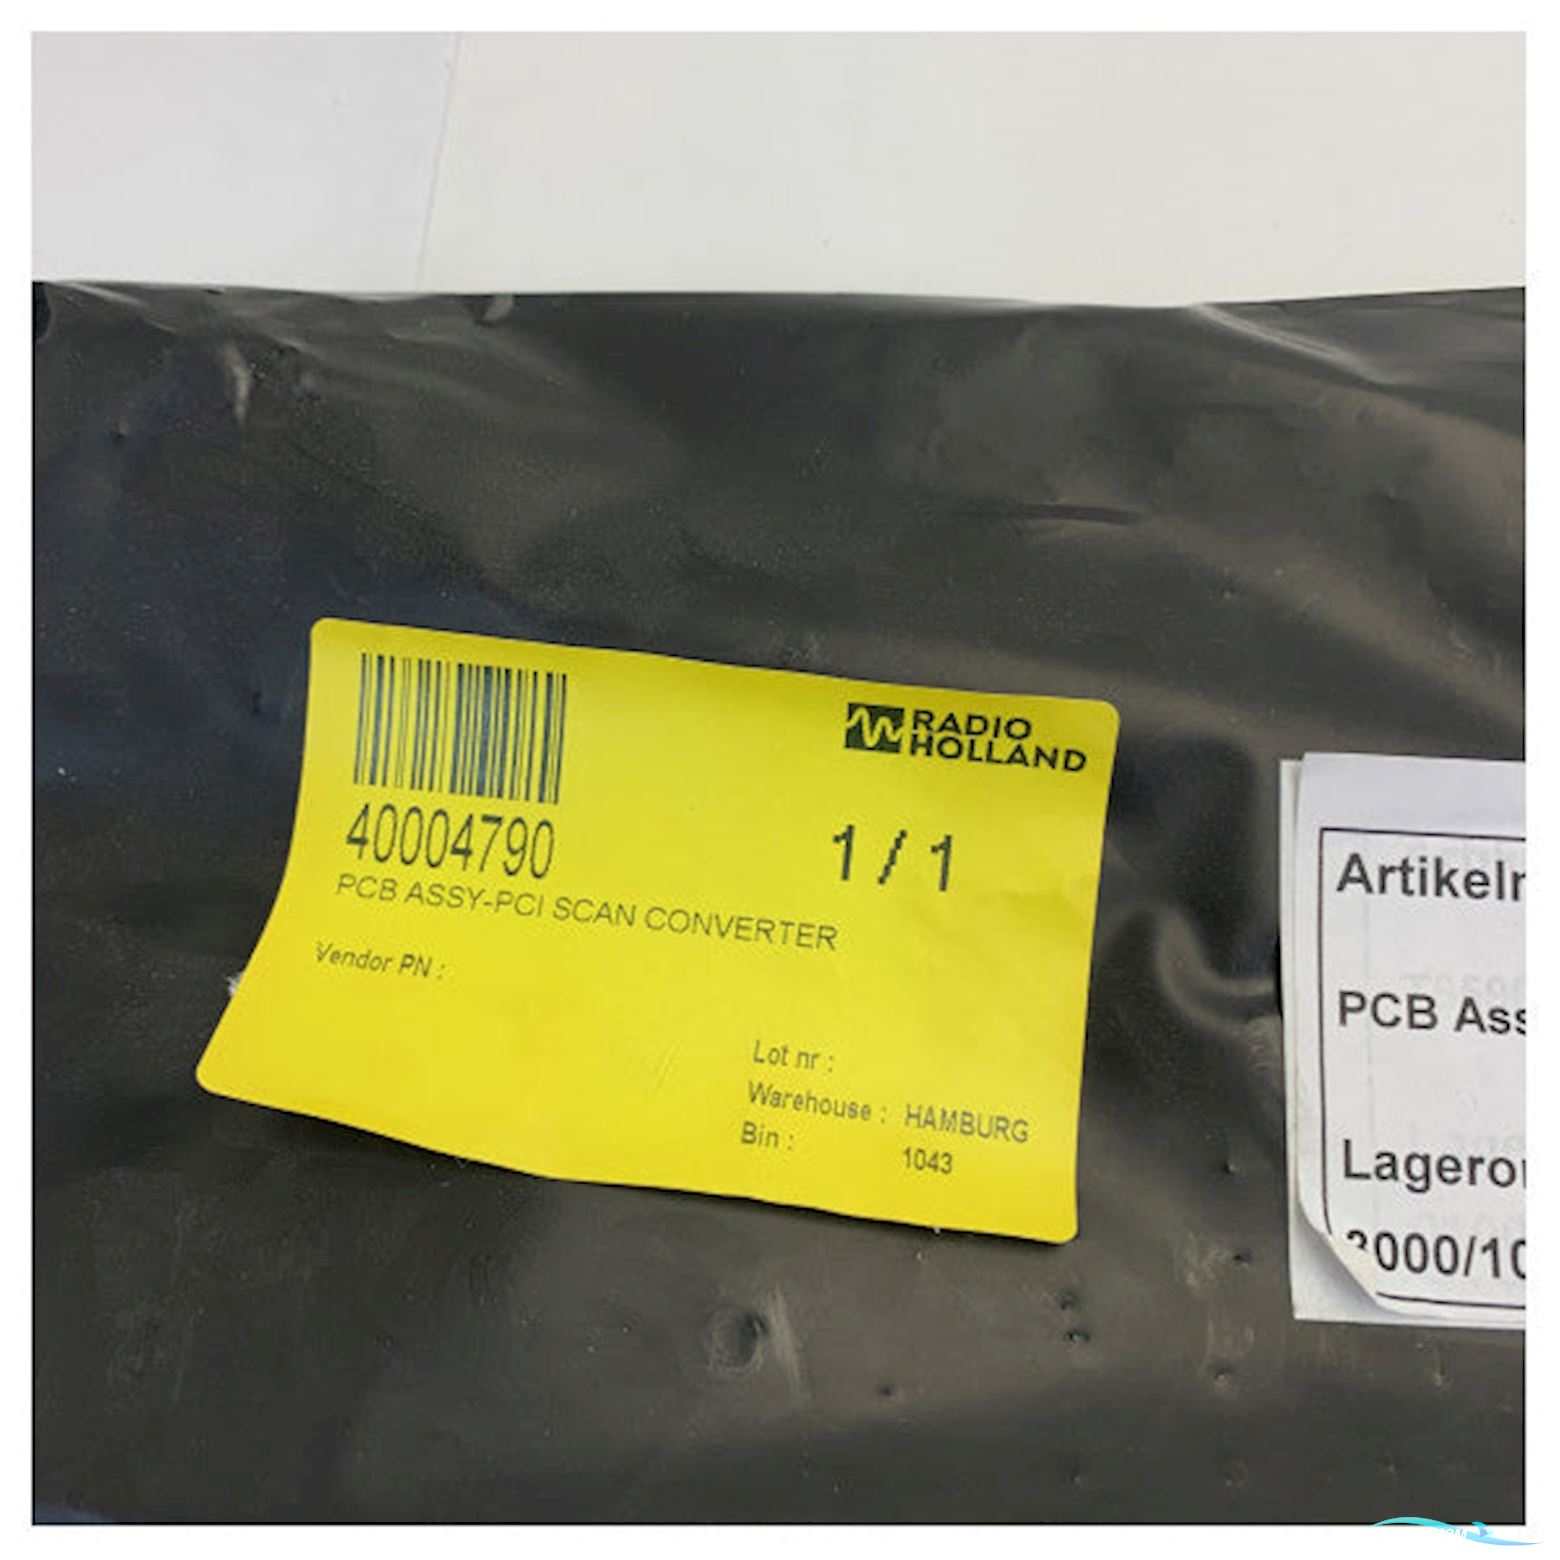 RADIO
HOLLAND
40004790
1 / 1
PCB ASSY-PCI SCAN CONVERTER
Vendor PN :
Lot nr :
Warehouse : HAMBURG
Bin : 1043
Artikeln
PCB Ass
Lageror
3000/10